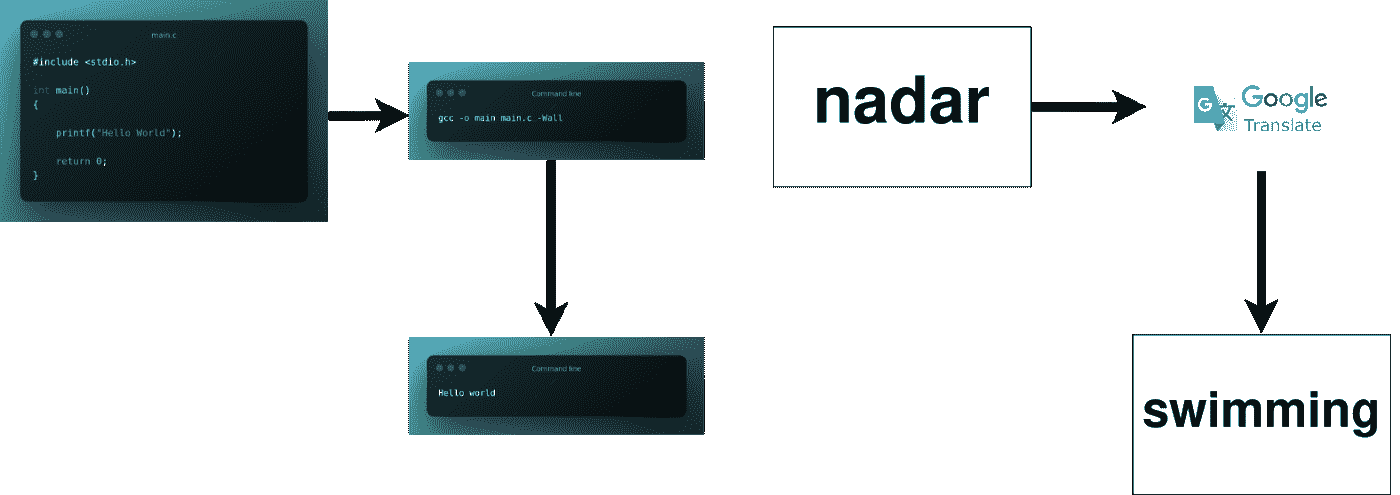 main.c
#include <stdio.h>
int main()
{
printf("Hello World");
return 0;
}
Command line
gcc -o main main.c -Wall
Command line
Hello world
nadar
G
Google
Translate
swimming